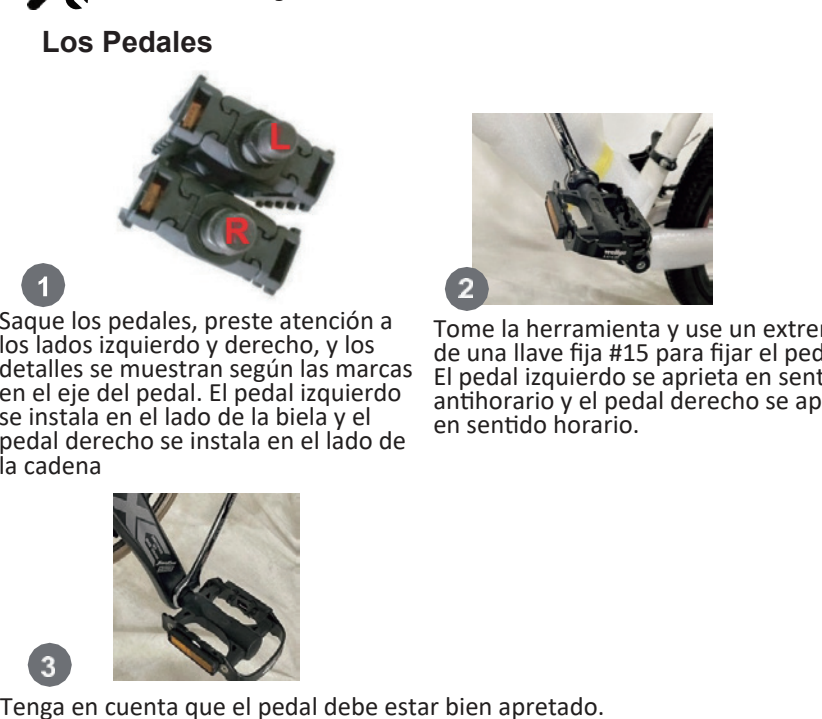 Los Pedales
L
R
1
Saque los pedales, preste atención a
los lados izquierdo y derecho, y los
detalles se muestran según las marcas
en el eje del pedal. El pedal izquierdo
se instala en el lado de la biela y el
pedal derecho se instala en el lado de
la cadena
2
Tome la herramienta y use un
de una llave fija #15 para fijar el
El pedal izquierdo se aprieta en
antihorario y el pedal derecho se
en sentido horario.
3
Tenga en cuenta que el pedal debe estar bien apretado.